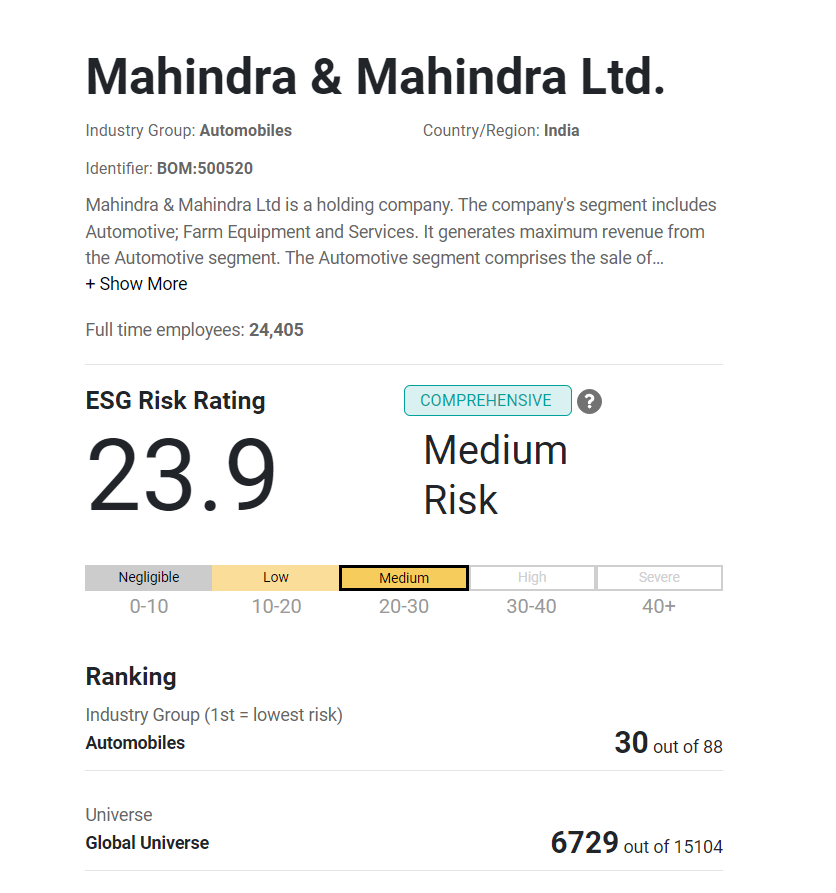 Mahindra & Mahindra Ltd.
Industry Group: Automobiles
Country/Region: India
Identifier: BOM:500520
Mahindra & Mahindra Ltd is a holding company. The company's segment includes
Automotive; Farm Equipment and Services. It generates maximum revenue from
the Automotive segment. The Automotive segment comprises the sale of…
+ Show More
Full time employees: 24,405
ESG Risk Rating
COMPREHENSIVE ?
23.9
Medium
Risk
Negligible Low Medium High Severe
0-10 10-20 20-30 30-40 40+
Ranking
Industry Group (1st = lowest risk)
Automobiles 30 out of 88
Universe
Global Universe 6729 out of 15104